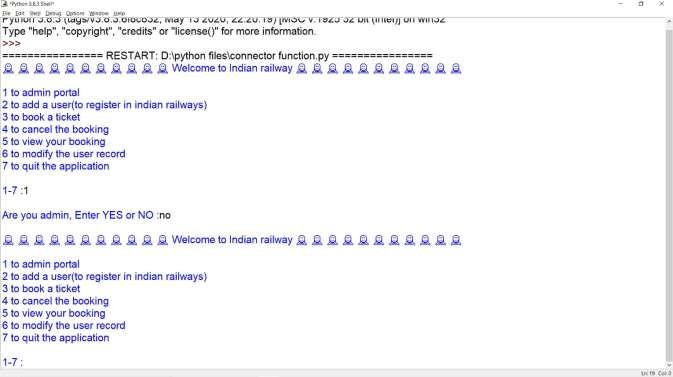 *Python 3.8.3 Shell*
File Edit Shell Debug Options Window Help
Python 3.8.3 (tags/v3.8.3:6f8c832, May 13 2020, 22:20:19) [MSC v.1925 32 bit (Intel)] on win32
Type "help", "copyright", "credits" or "license()" for more information.
>>>
================ RESTART: D:\python files\connector function.py ================
Welcome to Indian railway
1 to admin portal
2 to add a user(to register in indian railways)
3 to book a ticket
4 to cancel the booking
5 to view your booking
6 to modify the user record
7 to quit the application
1-7 :1
Are you admin, Enter YES or NO :no
Welcome to Indian railway
1 to admin portal
2 to add a user(to register in indian railways)
3 to book a ticket
4 to cancel the booking
5 to view your booking
6 to modify the user record
7 to quit the application
1-7 :
Ln: 19 Col: 0